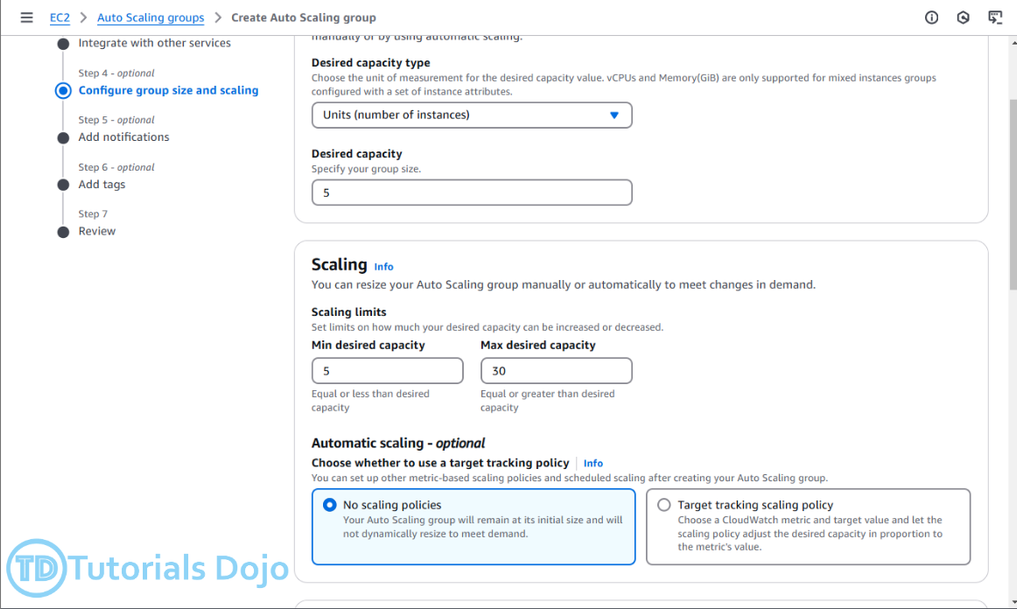 EC2 > Auto Scaling groups > Create Auto Scaling group
Integrate with other services
Step 4 - optional
Configure group size and scaling
Step 5 - optional
Add notifications
Step 6 - optional
Add tags
Step 7
Review
manually or by using automatic scaling.
Desired capacity type
Choose the unit of measurement for the desired capacity value. vCPUs and Memory(GiB) are only supported for mixed instances groups
configured with a set of instance attributes.
Units (number of instances)
Desired capacity
Specify your group size.
5
Scaling Info
You can resize your Auto Scaling group manually or automatically to meet changes in demand.
Scaling limits
Set limits on how much your desired capacity can be increased or decreased.
Min desired capacity
5
Equal or less than desired
capacity
Max desired capacity
30
Equal or greater than desired
capacity
Automatic scaling - optional
Choose whether to use a target tracking policy Info
You can set up other metric-based scaling policies and scheduled scaling after creating your Auto Scaling group.
No scaling policies
Your Auto Scaling group will remain at its initial size and will
not dynamically resize to meet demand.
Target tracking scaling policy
Choose a CloudWatch metric and target value and let the
scaling policy adjust the desired capacity in proportion to
the metric's value.
TD Tutorials Dojo